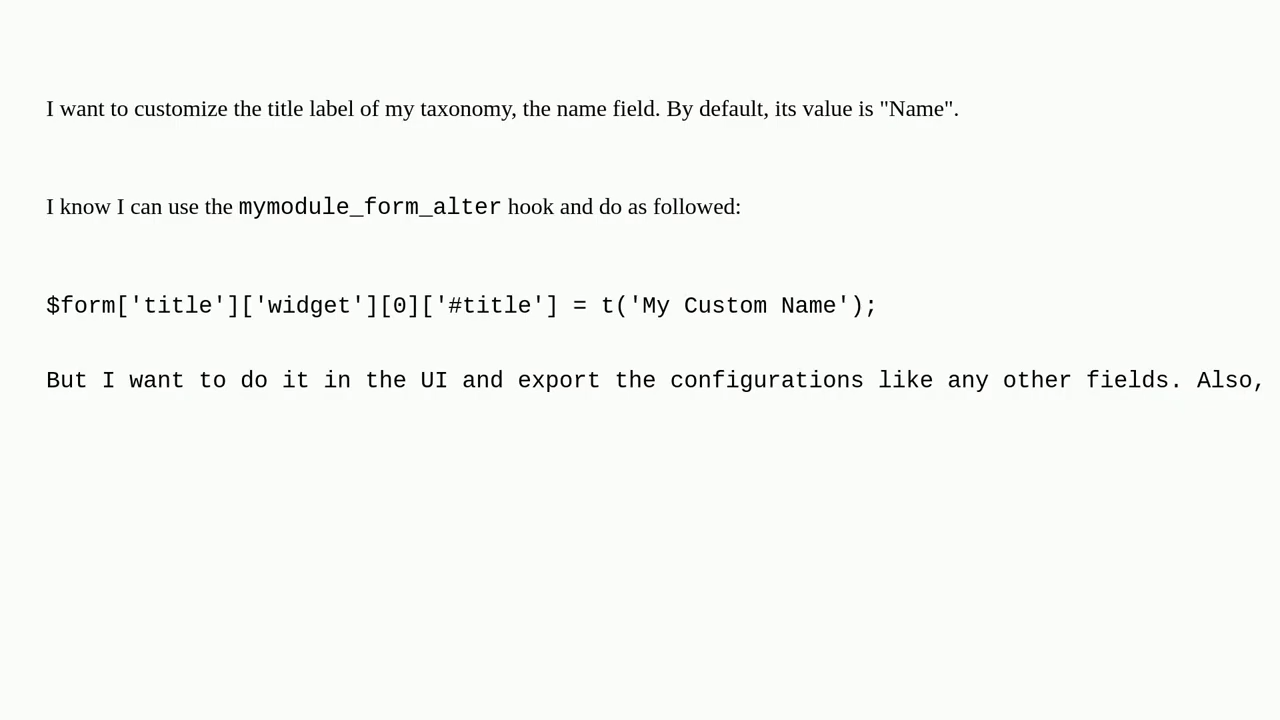 I want to customize the title label of my taxonomy, the name field. By default, its value is "Name".
I know I can use the mymodule_form_alter hook and do as followed:
$form['title']['widget'][0]['#title'] = t('My Custom Name');
But I want to do it in the UI and export the configurations like any other fields. Also,